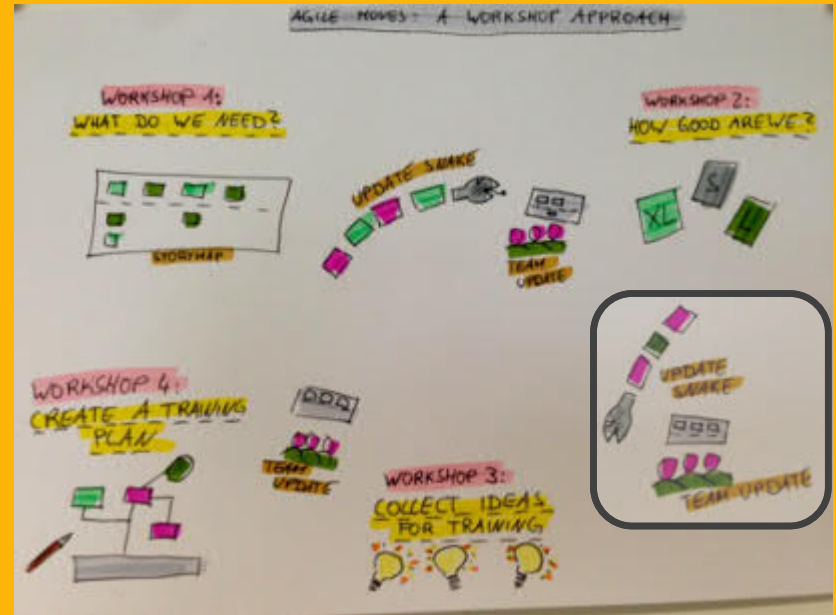 AGILE MOVES: A WORKSHOP APPROACH
WORKSHOP 1:
WHAT DO WE NEED?
STORYMAP
UPDATE SNAKE
TEAM
UPDATE
WORKSHOP 2:
HOW GOOD ARE WE?
XL
S
UPDATE
SNAKE
TEAM UPDATE
WORKSHOP 3:
COLLECT IDEAS
FOR TRAINING
TEAM
UPDATE
WORKSHOP 4:
CREATE A TRAINING
PLAN